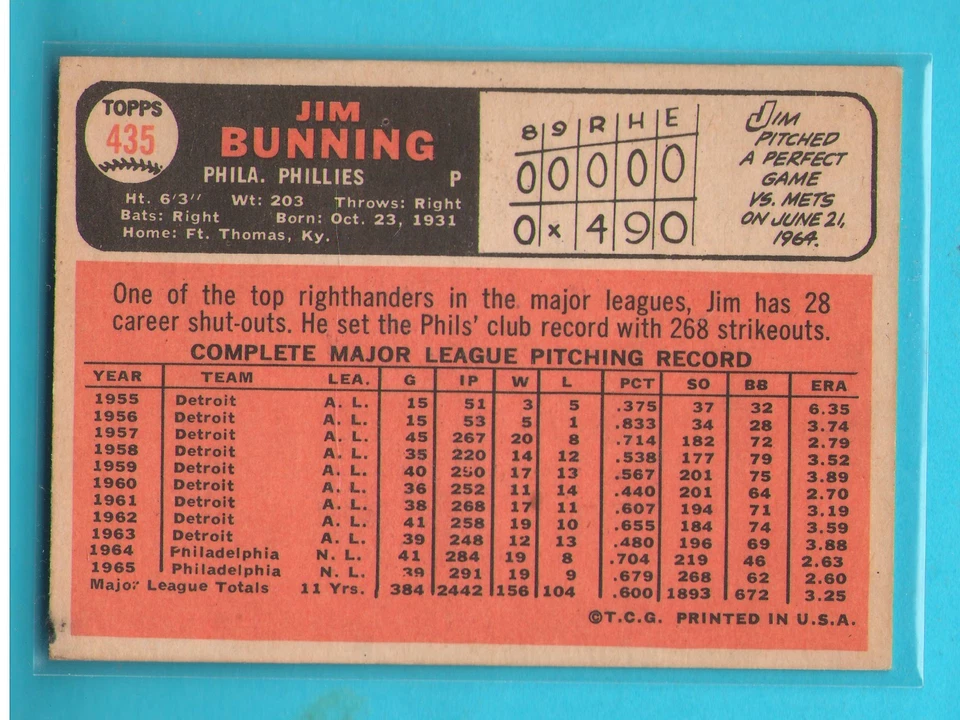 TOPPS
435
JIM
BUNNING
PHILA. PHILLIES P
Ht. 6'3" Wt: 203 Throws: Right
Bats: Right Born: Oct. 23, 1931
Home: Ft. Thomas, Ky.
8 9 R H E
0 0 0 0 0
0 x 4 9 0
JIM
PITCHED
A PERFECT
GAME
VS. METS
ON JUNE 21,
1964.
One of the top righthanders in the major leagues, Jim has 28
career shut-outs. He set the Phils' club record with 268 strikeouts.
COMPLETE MAJOR LEAGUE PITCHING RECORD
YEAR TEAM LEA. G IP W L PCT SO BB ERA
1955 Detroit A. L. 15 51 3 5 .375 37 32 6.35
1956 Detroit A. L. 15 53 5 1 .833 34 28 3.74
1957 Detroit A. L. 45 267 20 8 .714 182 72 2.79
1958 Detroit A. L. 35 220 14 12 .538 177 79 3.52
1959 Detroit A. L. 40 250 17 13 .567 201 75 3.89
1960 Detroit A. L. 36 252 11 14 .440 201 64 2.70
1961 Detroit A. L. 38 268 17 11 .607 194 71 3.19
1962 Detroit A. L. 41 258 19 10 .655 184 74 3.59
1963 Detroit A. L. 39 248 12 13 .480 196 69 3.88
1964 Philadelphia N. L. 41 284 19 8 .704 219 46 2.63
1965 Philadelphia N. L. 39 291 19 9 .679 268 62 2.60
Major League Totals 11 Yrs. 384 2442 156 104 .600 1893 672 3.25
©T.C.G. PRINTED IN U.S.A.